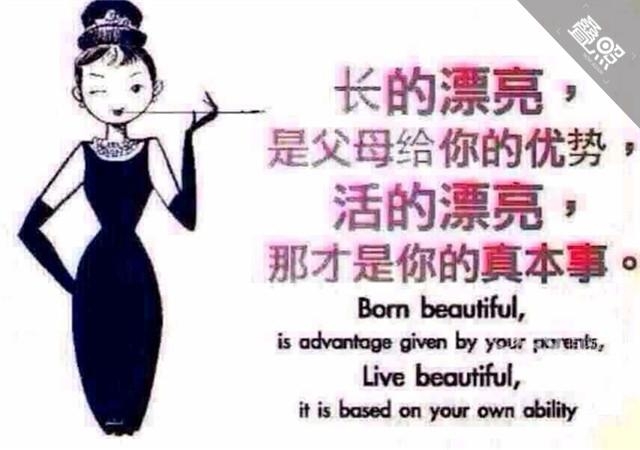 叠照
长的漂亮，
是父母给你的优势，
活的漂亮，
那才是你的真本事。
Born beautiful,
is advantage given by your parents,
Live beautiful,
it is based on your own ability